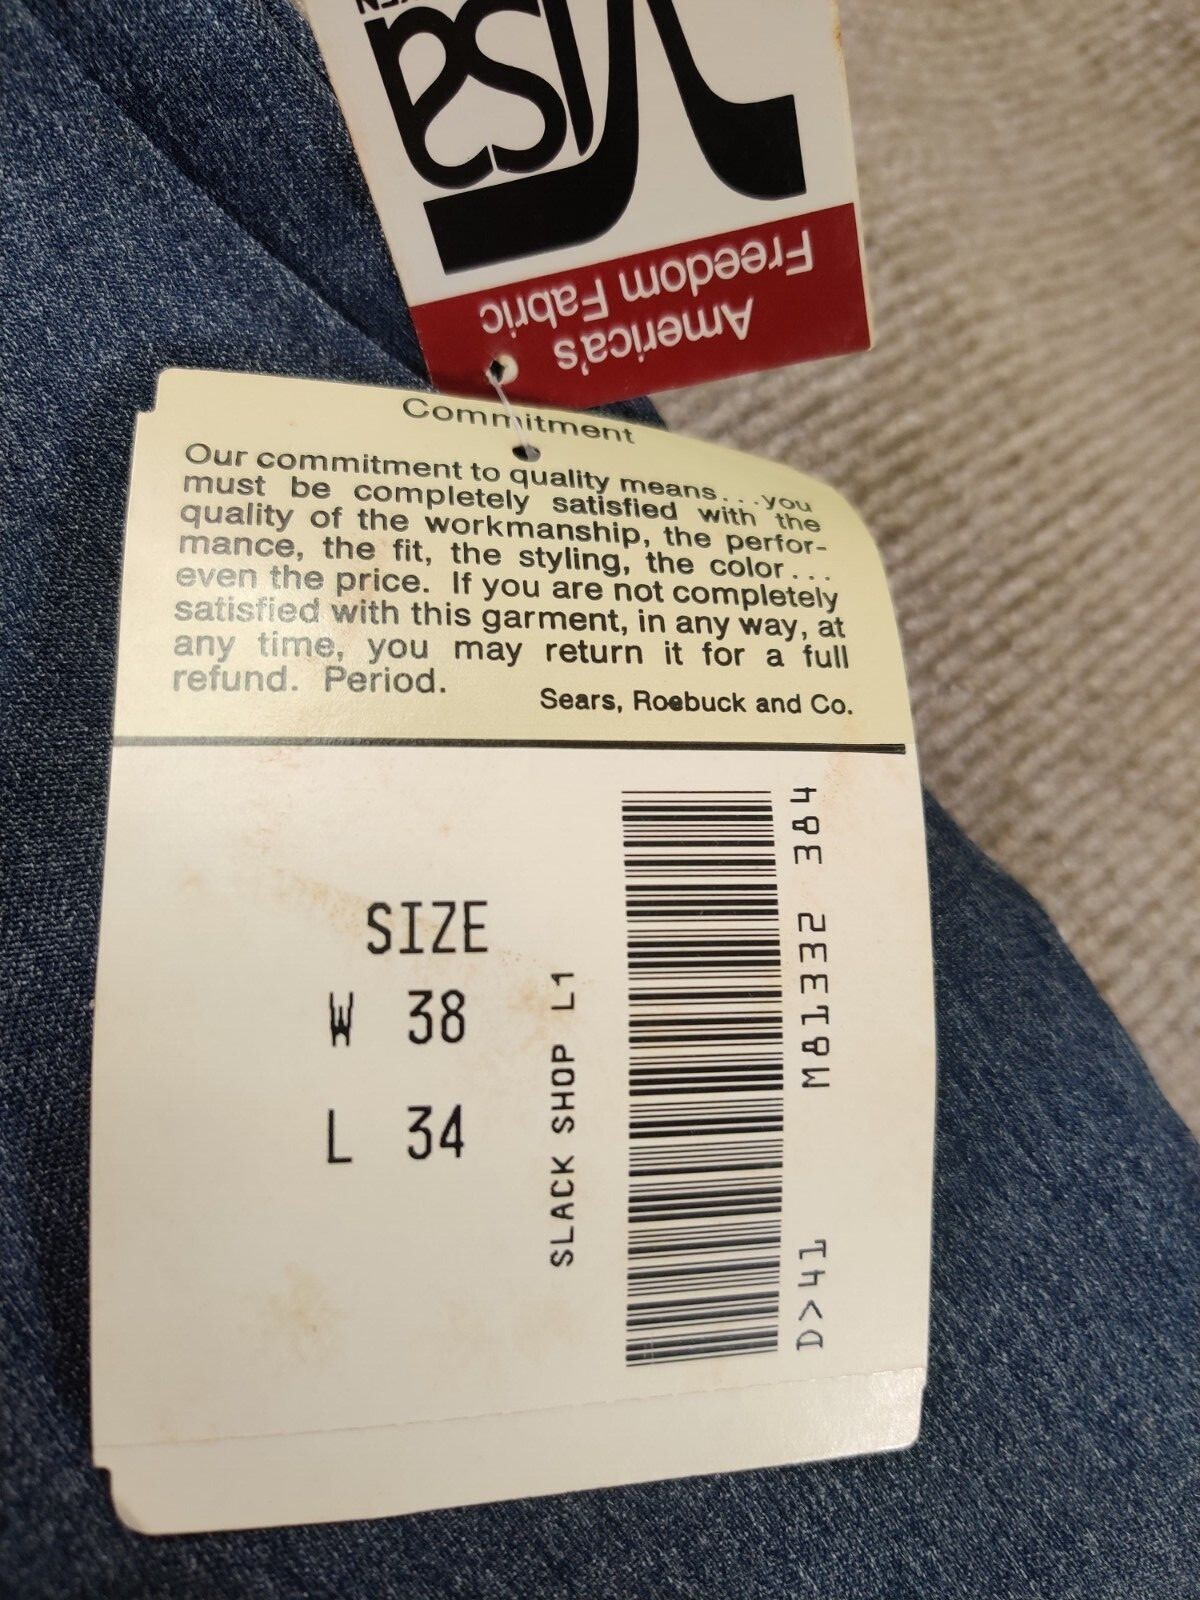 Visa
America's
Freedom Fabric
Commitment
Our commitment to quality means...you
must be completely satisfied with the
quality of the workmanship, the perfor-
mance, the fit, the styling, the color...
even the price. If you are not completely
satisfied with this garment, in any way, at
any time, you may return it for a full
refund. Period.
Sears, Roebuck and Co.
SIZE
W 38
L 34
SLACK SHOP L1
D>41 M81332 384